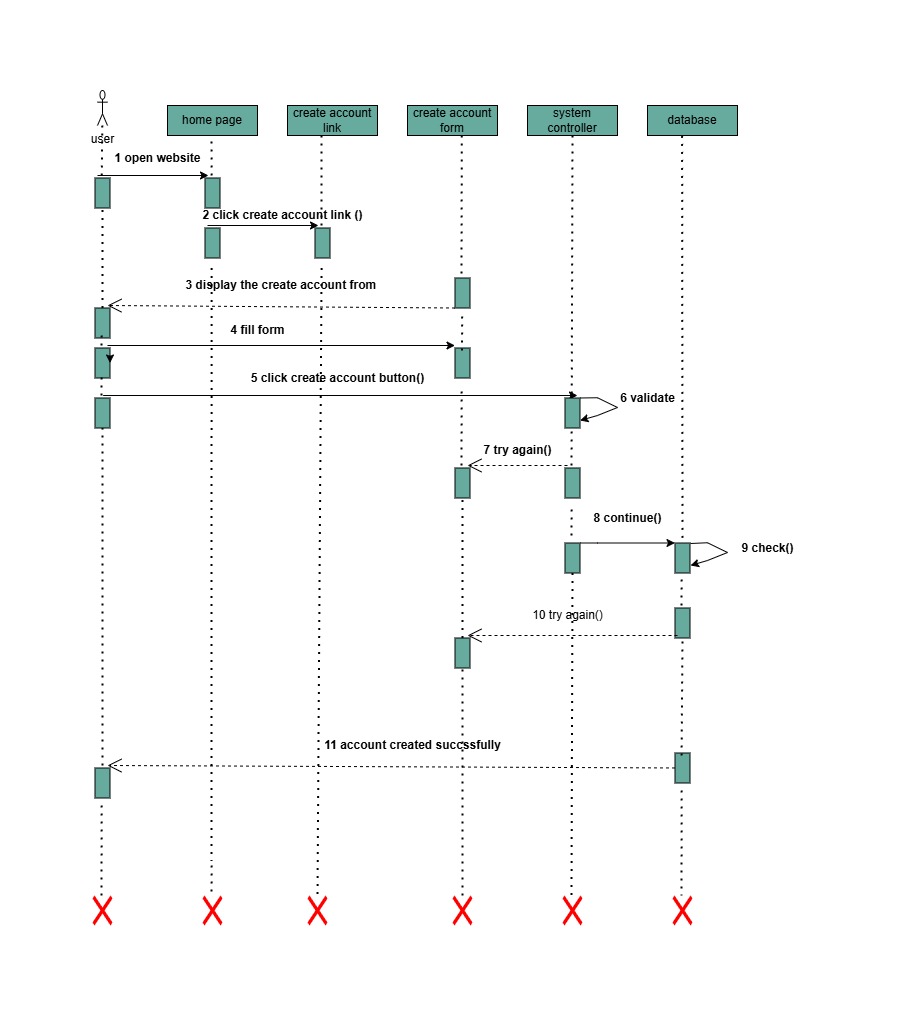 user
home page
create account
link
create account
form
system
controller
database
1 open website
2 click create account link ()
3 display the create account from
4 fill form
5 click create account button()
6 validate
7 try again()
8 continue()
9 check()
10 try again()
11 account created succssfully